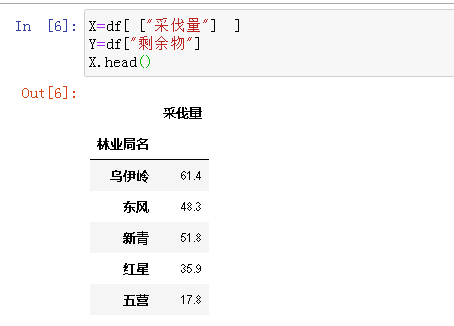 In [6]: X=df[ ["采伐量"] ]
Y=df["剩余物"]
X.head()
Out[6]:
采伐量
林业局名
乌伊岭 61.4
东风 48.3
新青 51.8
红星 35.9
五营 17.8